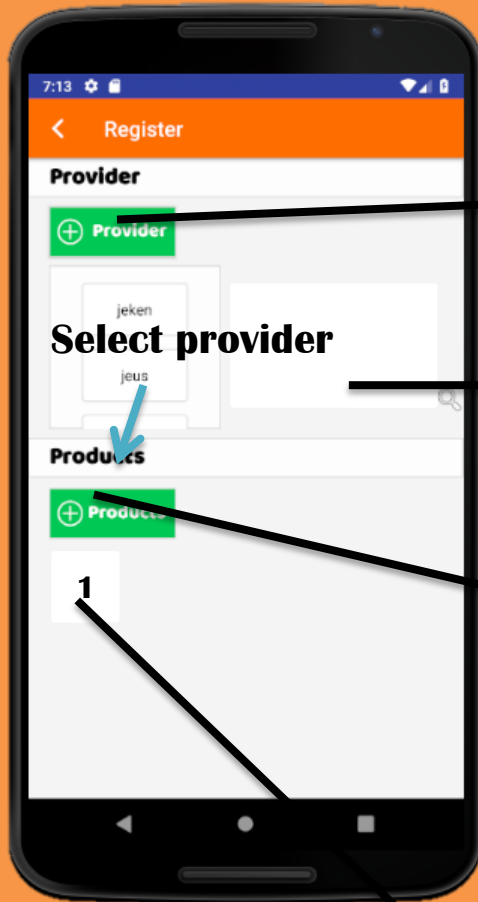 7:13
Register
Provider
Provider
jeken
Select provider
jeus
Products
Products
1